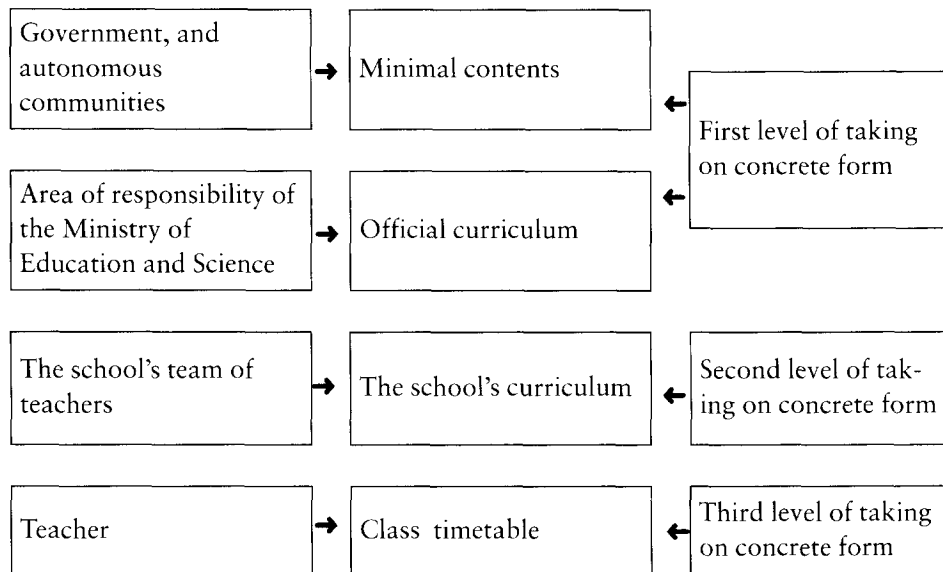 Government, and
autonomous
communities
Minimal contents
First level of taking
on concrete form
Area of responsibility of
the Ministry of
Education and Science
Official curriculum
The school's team of
teachers
The school's curriculum
Second level of tak-
ing on concrete form
Teacher
Class timetable
Third level of taking
on concrete form